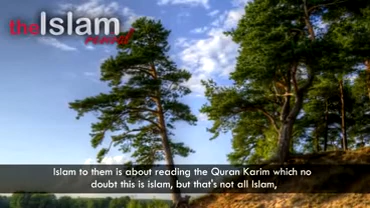 theIslam
channel
Islam to them is about reading the Quran Karim which no
doubt this is islam, but that's not all Islam,